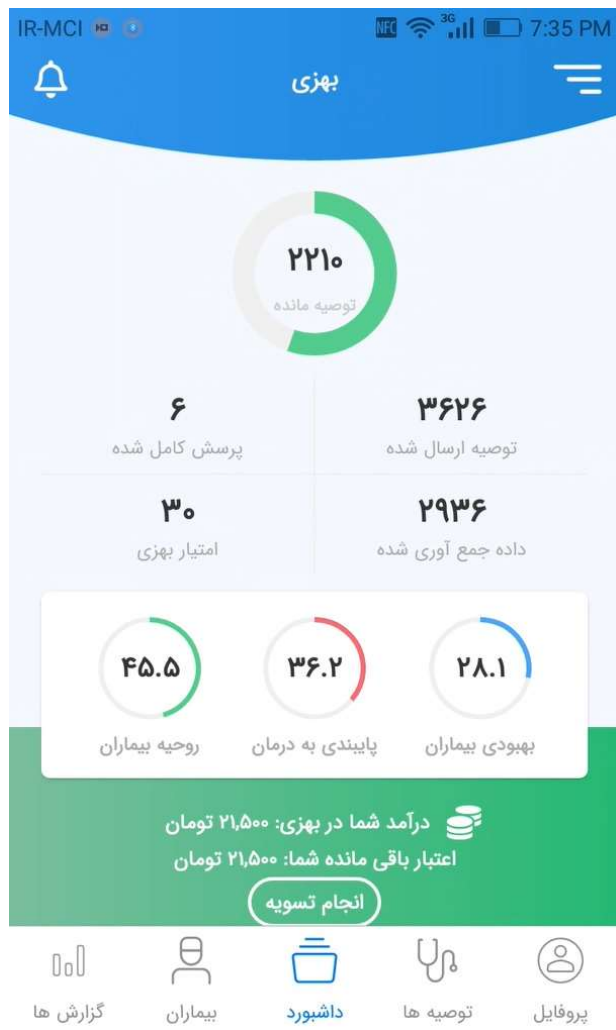 IR-MCI NFC 3G 7:35 PM
بهزی
۲۲۱۰
توصیه مانده
۳۶۲۶ ۶
توصیه ارسال شده پرسش کامل شده
۲۹۳۶ ۳۰
داده جمع آوری شده امتیاز بهزی
۲۸.۱ ۳۶.۲ ۴۵.۵
بهبودی بیماران پایبندی به درمان روحیه بیماران
درآمد شما در بهزی: ۲۱,۵۰۰ تومان
اعتبار باقی مانده شما: ۲۱,۵۰۰ تومان
انجام تسویه
پروفایل توصیه ها داشبورد بیماران گزارش ها